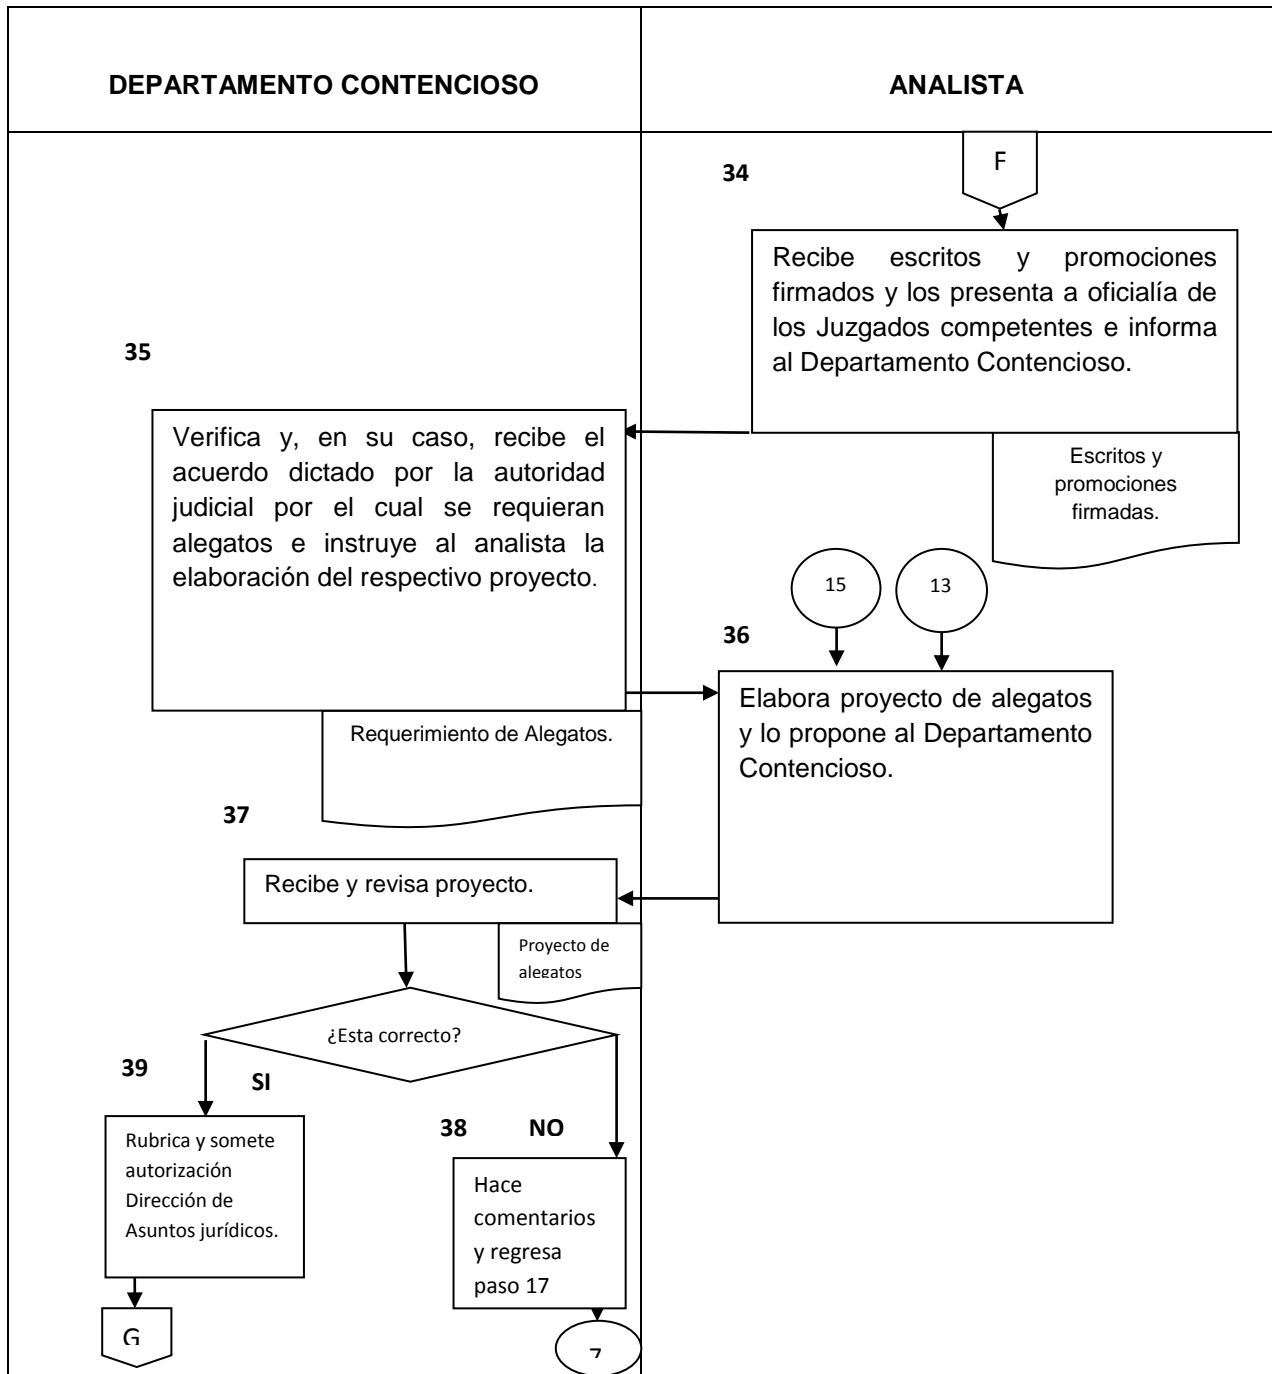 DEPARTAMENTO CONTENCIOSO
ANALISTA
F
34
Recibe escritos y promociones
firmados y los presenta a oficialía de
los Juzgados competentes e informa
al Departamento Contencioso.
Escritos y
promociones
firmadas.
35
Verifica y, en su caso, recibe el
acuerdo dictado por la autoridad
judicial por el cual se requieran
alegatos e instruye al analista la
elaboración del respectivo proyecto.
Requerimiento de Alegatos.
15
13
36
Elabora proyecto de alegatos
y lo propone al Departamento
Contencioso.
37
Recibe y revisa proyecto.
Proyecto de
alegatos
¿Esta correcto?
39
SI
Rubrica y somete
autorización
Dirección de
Asuntos jurídicos.
G
38
NO
Hace
comentarios
y regresa
paso 17